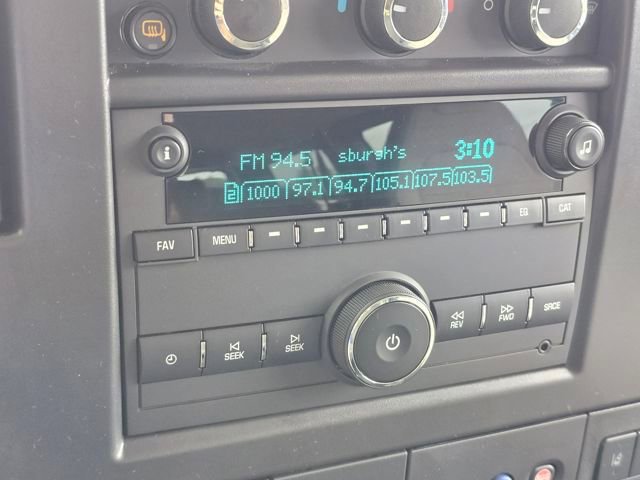 FM 94.5 sburgh's 3:10
2 1000 97.1 94.7 105.1 107.5 103.5
FAV MENU EQ CAT
SEEK SEEK REV FWD SRCE